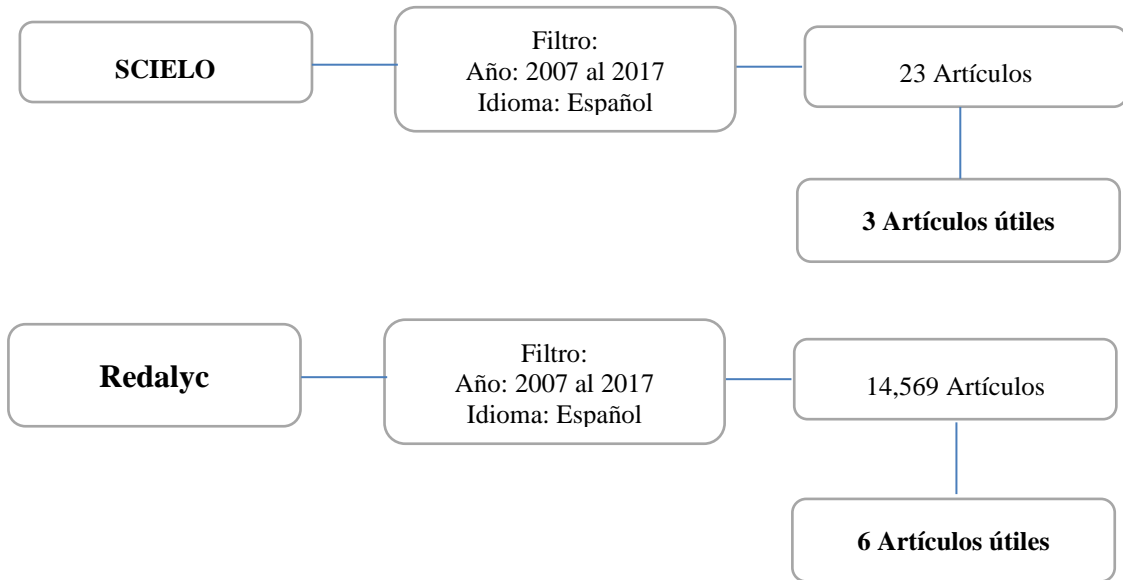 SCIELO
Filtro:
Año: 2007 al 2017
Idioma: Español
23 Artículos
3 Artículos útiles
Redalyc
Filtro:
Año: 2007 al 2017
Idioma: Español
14,569 Artículos
6 Artículos útiles